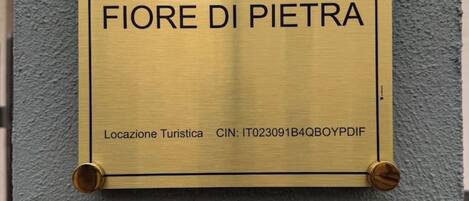 FIORE DI PIETRA
Locazione Turistica CIN: IT023091B4QBOYPDIF